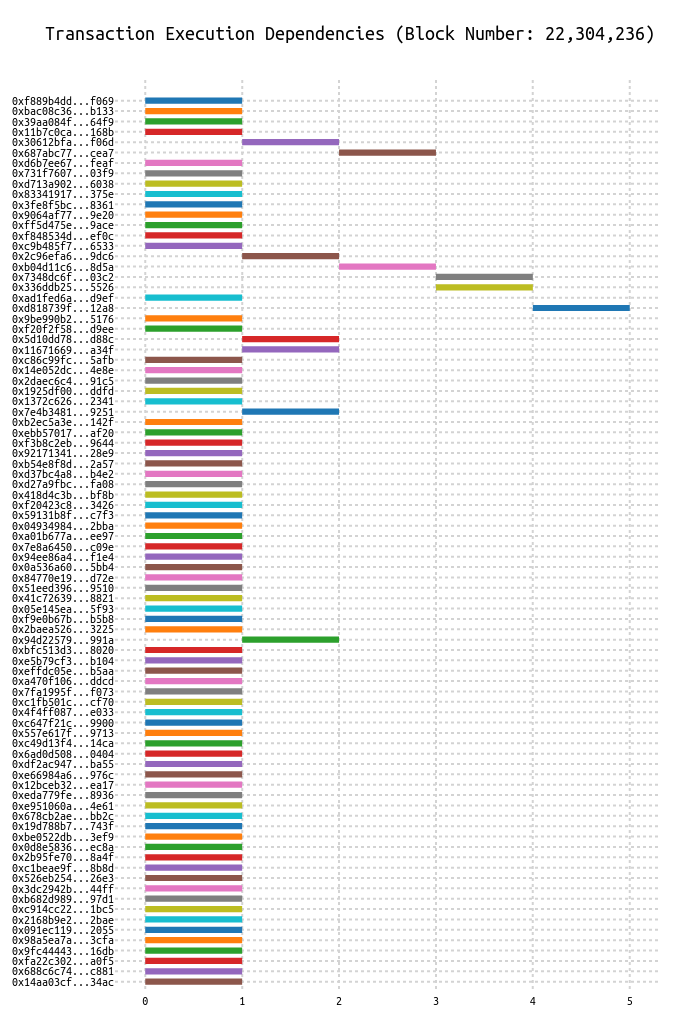 Transaction Execution Dependencies (Block Number: 22,304,236)
0xf889b4dd...f069
0xbac08c36...b133
0x39aa084f...64f9
0x11b7c0ca...168b
0x30612bfa...f06d
0x687abc77...cea7
0xd6b7ee67...feaf
0x731f7607...03f9
0xd713a902...6038
0x83341917...375e
0x3fe8f5bc...8361
0x9064af77...9e20
0xff5d475e...9ace
0xf848534d...ef0c
0xc9b485f7...6533
0x2c96efa6...9dc6
0xb04d11c6...8d5a
0x7348dc6f...03c2
0x336ddb25...5526
0xad1fed6a...d9ef
0xd818739f...12a8
0x9be990b2...5176
0xf20f2f58...d9ee
0x5d10dd78...d88c
0x11671669...a34f
0xc86c99fc...5afb
0x14e052dc...4e8e
0x2daec6c4...91c5
0x1925df00...ddfd
0x1372c626...2341
0x7e4b3481...9251
0xb2ec5a3e...142f
0xebb57017...af20
0xf3b8c2eb...9644
0x92171341...28e9
0xb54e8f8d...2a57
0xd37bc4a8...b4e2
0xd27a9fbc...fa08
0x418d4c3b...bf8b
0xf20423c8...3426
0x59131b8f...c7f3
0x04934984...2bba
0xa01b677a...ee97
0x7e8a6450...c09e
0x94ee86a4...f1e4
0x0a536a60...5bb4
0x84770e19...d72e
0x51eed396...9510
0x41c72639...8821
0x05e145ea...5f93
0xf9e0b67b...b5b8
0x2baea526...3225
0x94d22579...991a
0xbfc513d3...8020
0xe5b79cf3...b104
0xeffdc05e...b5aa
0xa470f106...ddcd
0x7fa1995f...f073
0xc1fb501c...cf70
0x4f4ff087...e033
0xc647f21c...9900
0x557e617f...9713
0xc49d13f4...14ca
0x6ad0d508...0404
0xdf2ac947...ba55
0xe66984a6...976c
0x12bceb32...ea17
0xeda779fe...8936
0xe951060a...4e61
0x678cb2ae...bb2c
0x19d788b7...743f
0xbe0522db...3ef9
0x0d8e5836...ec8a
0x2b95fe70...8a4f
0xc1beae9f...8b8d
0x526eb254...26e3
0x3dc2942b...44ff
0xb682d989...97d1
0xc914cc22...1bc5
0x2168b9e2...2bae
0x091ec119...2055
0x98a5ea7a...3cfa
0x9fc44443...16db
0xfa22c302...a0f5
0x688c6c74...c881
0x14aa03cf...34ac
0 1 2 3 4 5